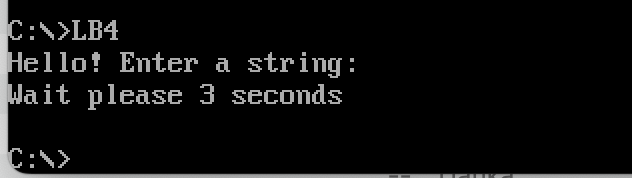 C:\>LB4
Hello! Enter a string:
Wait please 3 seconds
C:\>